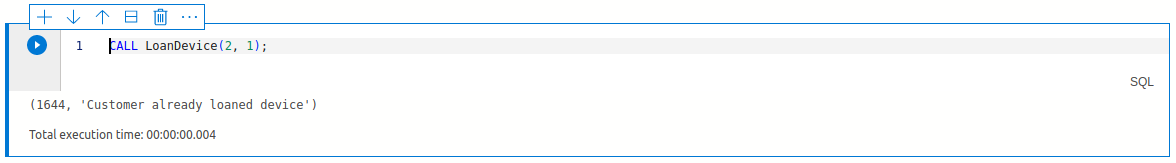 1 CALL LoanDevice(2, 1);
SQL
(1644, 'Customer already loaned device')
Total execution time: 00:00:00.004